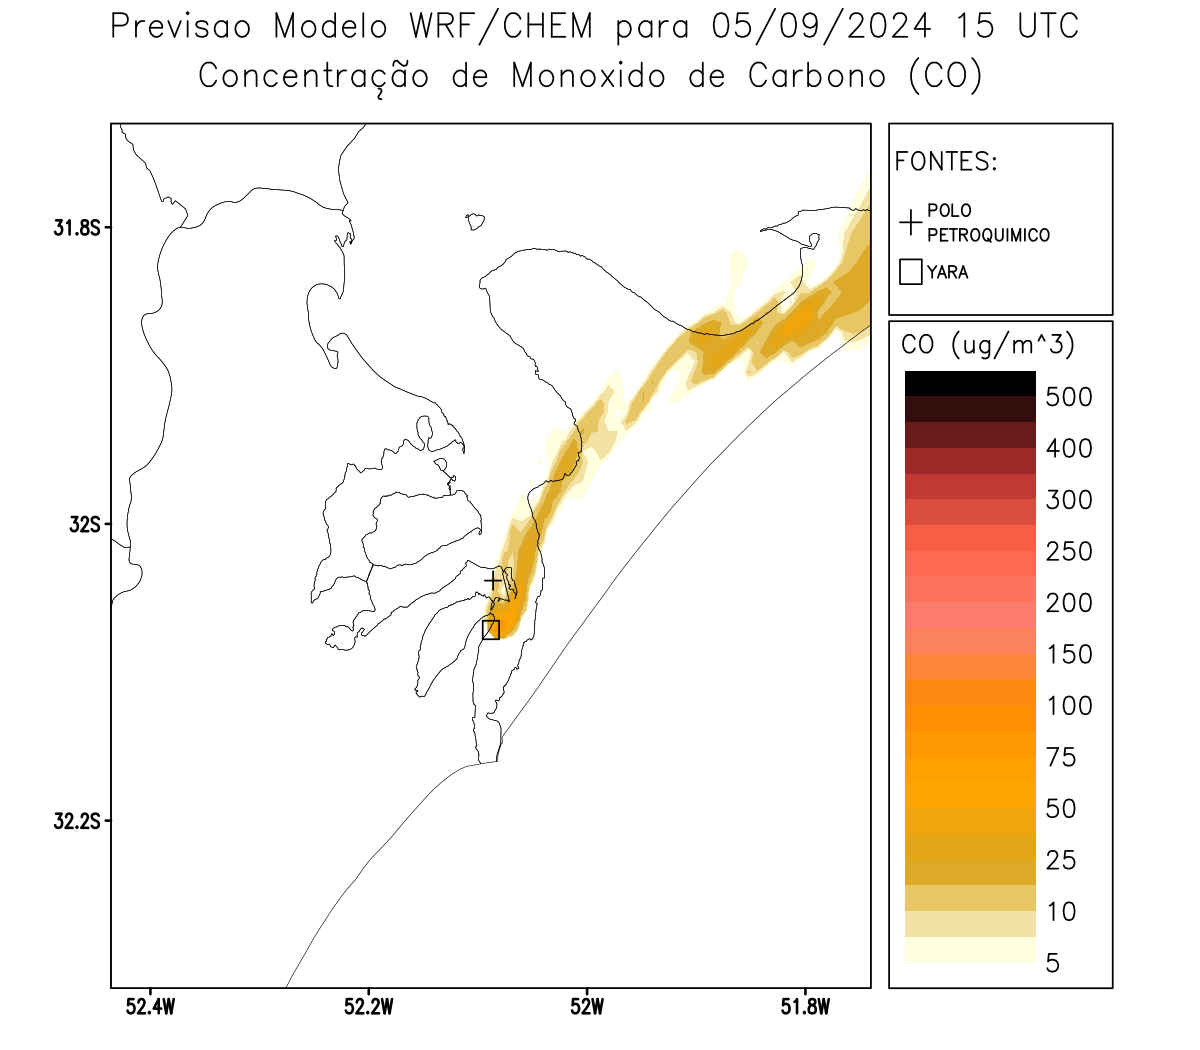 Previsao Modelo WRF/CHEM para 05/09/2024 15 UTC
Concentração de Monoxido de Carbono (CO)
FONTES:
POLO
PETROQUIMICO
YARA
CO (ug/m^3)
500
400
300
250
200
150
100
75
50
25
10
5
31.8S
32S
32.2S
52.4W
52.2W
52W
51.8W